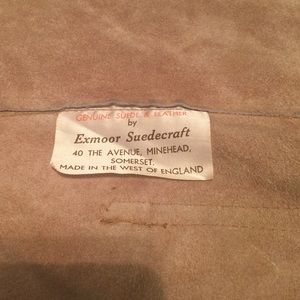 GENUINE SUEDE & LEATHER
by
Exmoor Suedecraft
40 THE AVENUE, MINEHEAD,
SOMERSET.
MADE IN THE WEST OF ENGLAND